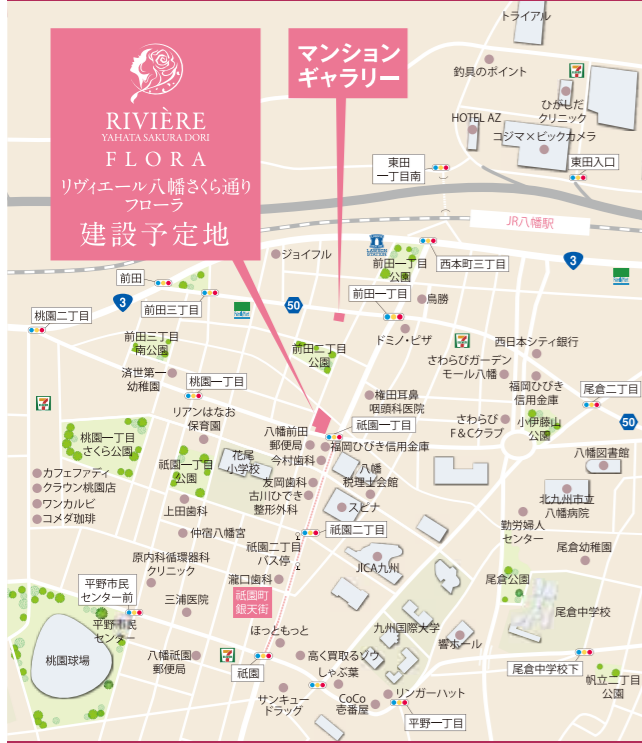 トライアル
マンション
ギャラリー
釣具のポイント
ひがしだ
クリニック
HOTEL AZ
コジマ×ビックカメラ
RIVIÈRE
YAHATA SAKURA DORI
FLORA
リヴィエール八幡さくら通り
フローラ
建設予定地
東田
一丁目南
東田入口
JR八幡駅
ジョイフル
前田一丁目
公園
西本町三丁目
3
前田
3
前田三丁目
50
前田一丁目
鳥勝
桃園二丁目
ドミノ・ピザ
西日本シティ銀行
前田三丁目
南公園
前田二丁目
公園
さわらびガーデン
モール八幡
済世第一
幼稚園
桃園一丁目
福岡ひびき
信用金庫
尾倉二丁目
権田耳鼻
咽頭科医院
リアンはなお
保育園
祇園一丁目
さわらび
F&Cクラブ
小伊藤山
公園
50
桃園一丁目
さくら公園
八幡前田
郵便局
福岡ひびき信用金庫
今村歯科
祇園一丁目
公園
花尾
小学校
八幡
税理士会館
八幡図書館
カフェファディ
クラウン桃園店
ワンカルビ
コメダ珈琲
友岡歯科
古川ひでき
整形外科
上田歯科
スピナ
北九州市立
八幡病院
仲宿八幡宮
祇園二丁目
勤労婦人
センター
祇園二丁目
バス停
尾倉幼稚園
原内科循環器科
クリニック
JICA九州
瀧口歯科
尾倉公園
平野市民
センター前
祇園町
銀天街
三浦医院
尾倉中学校
平野市民
センター
ほっともっと
九州国際大学
響ホール
桃園球場
八幡祇園
郵便局
高く買取るゾウ
祇園
しゃぶ葉
尾倉中学校下
帆立二丁目
公園
サンキュー
ドラッグ
CoCo
壱番屋
リンガーハット
平野一丁目